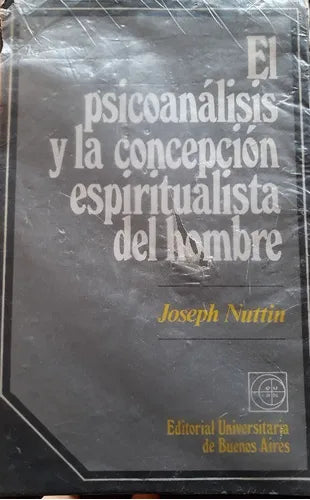 El
psicoanálisis
y la concepción
espiritualista
del hombre
Joseph Nuttin
Editorial Universitaria
de Buenos Aires